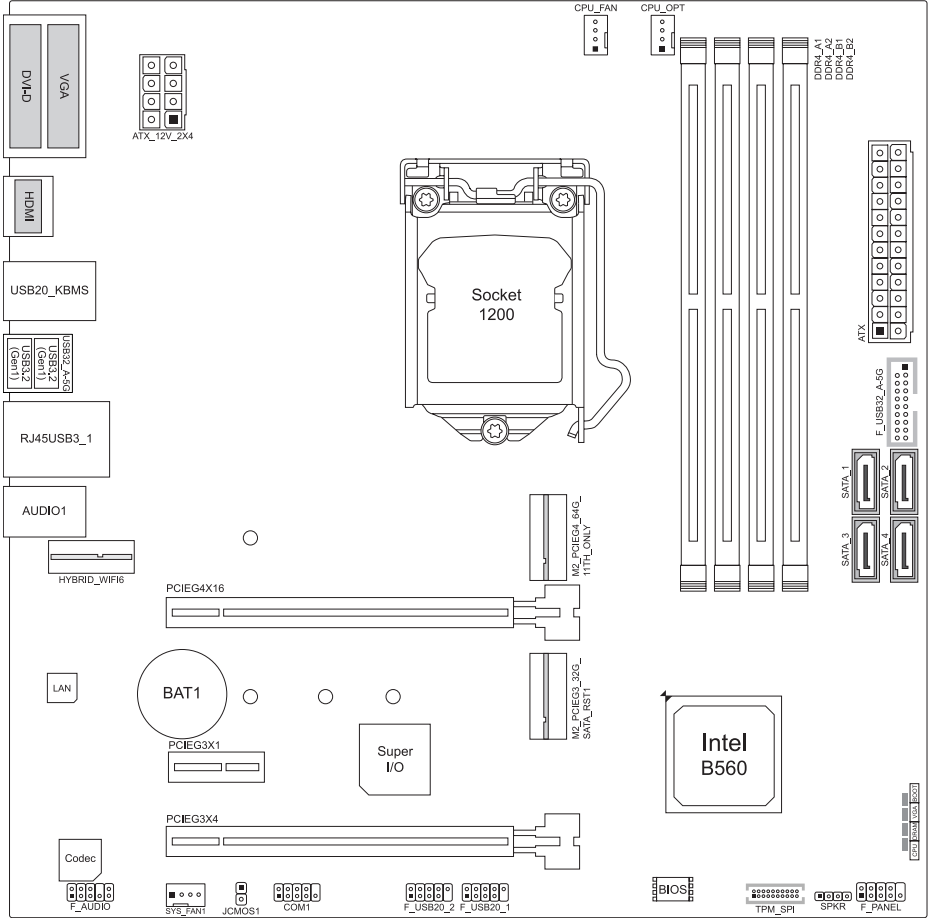 CPU_FAN
CPU_OPT
DDR4_A1
DDR4_A2
DDR4_B1
DDR4_B2
DVI-D
VGA
ATX_12V_2X4
HDMI
USB20_KBMS
Socket
1200
ATX
USB32_A-5G
USB3.2
(Gen1)
USB3.2
(Gen1)
F_USB32_A-5G
RJ45USB3_1
SATA_1
SATA_2
AUDIO1
M2_PCIEG4_64G_
11TH_ONLY
SATA_3
SATA_4
HYBRID_WIFI6
PCIEG4X16
LAN
BAT1
M2_PCIEG3_32G_
SATA_RST1
PCIEG3X1
Super
I/O
Intel
B560
PCIEG3X4
CPU
DRAM
VGA
BOOT
Codec
F_AUDIO
SYS_FAN1
JCMOS1
COM1
F_USB20_2
F_USB20_1
BIOS
TPM_SPI
SPKR
F_PANEL